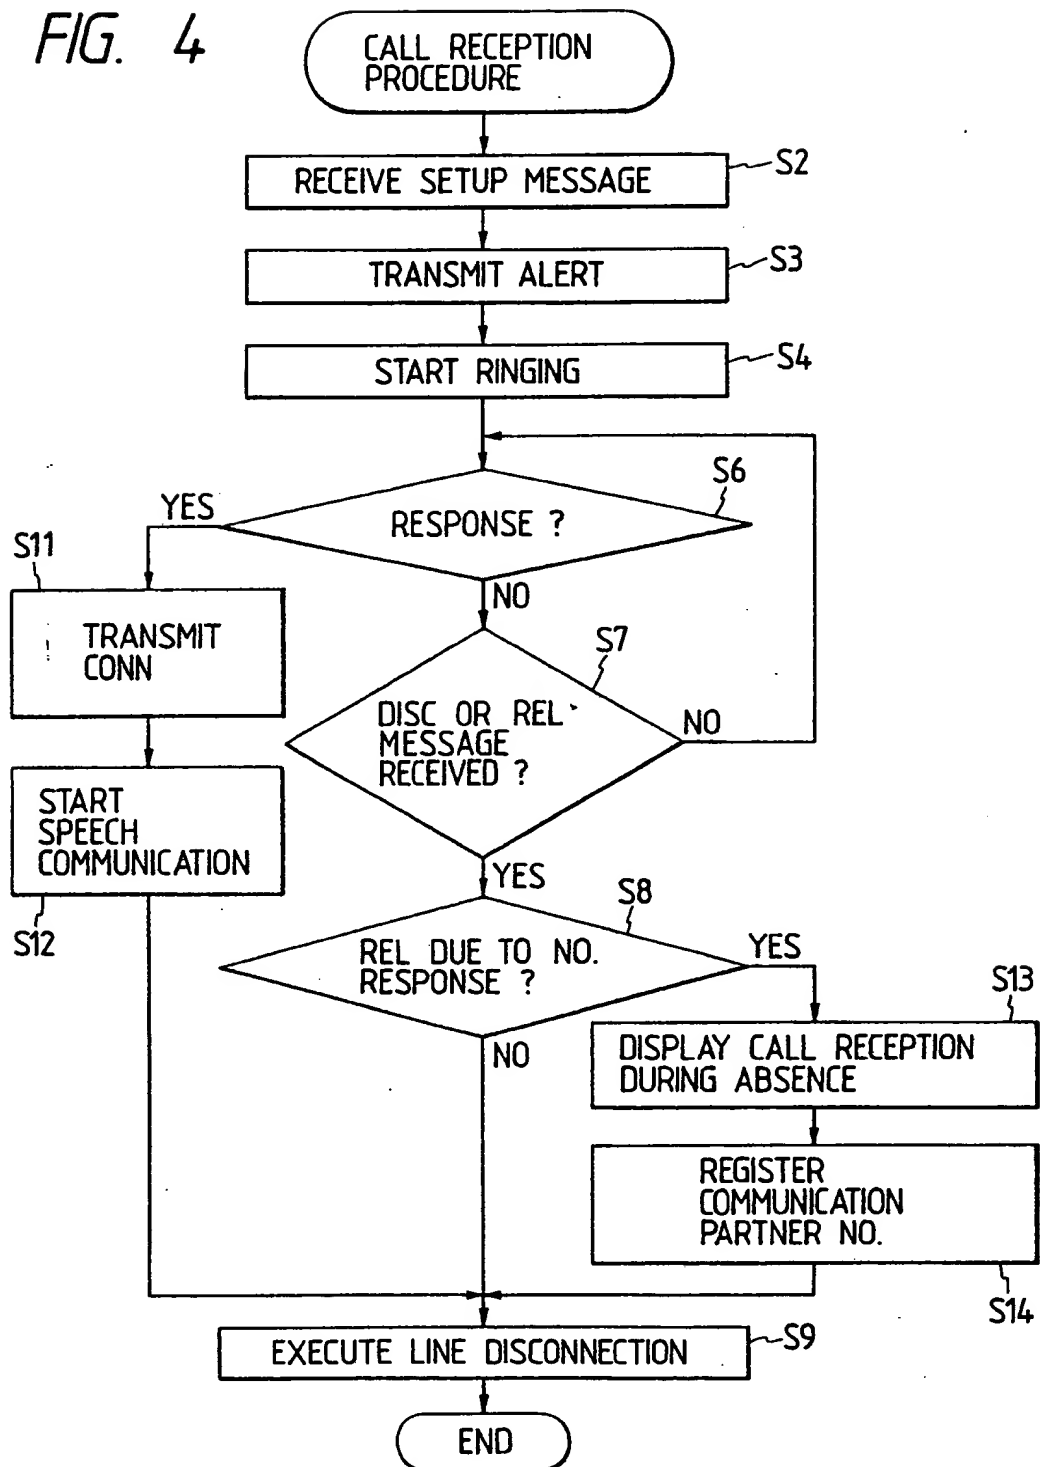 FIG. 4
CALL RECEPTION
PROCEDURE
S2
RECEIVE SETUP MESSAGE
S3
TRANSMIT ALERT
S4
START RINGING
S6
YES
RESPONSE ?
S11
NO
TRANSMIT
CONN
S7
DISC OR REL
MESSAGE
RECEIVED ?
NO
START
SPEECH
COMMUNICATION
YES
S12
S8
REL DUE TO NO.
RESPONSE ?
YES
S13
NO
DISPLAY CALL RECEPTION
DURING ABSENCE
REGISTER
COMMUNICATION
PARTNER NO.
S14
S9
EXECUTE LINE DISCONNECTION
END